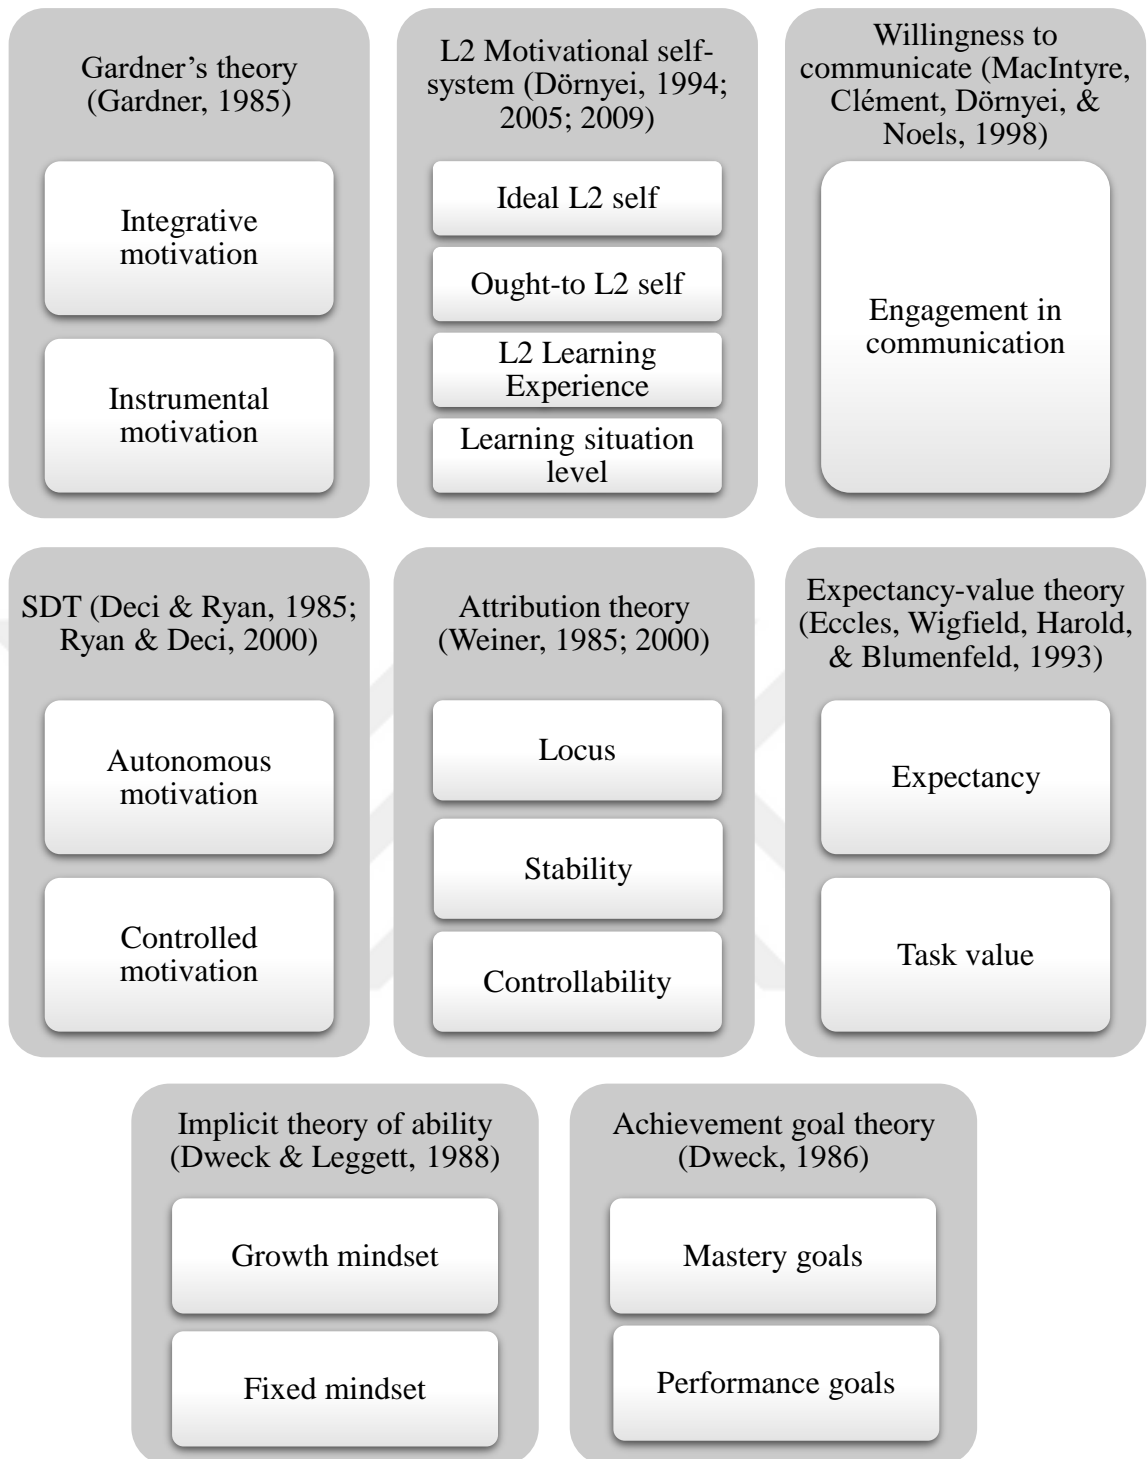 Gardner’s theory
(Gardner, 1985)
Integrative
motivation
Instrumental
motivation
L2 Motivational self-
system (Dörnyei, 1994;
2005; 2009)
Ideal L2 self
Ought-to L2 self
L2 Learning
Experience
Learning situation
level
Willingness to
communicate (MacIntyre,
Clément, Dörnyei, &
Noels, 1998)
Engagement in
communication
SDT (Deci & Ryan, 1985;
Ryan & Deci, 2000)
Autonomous
motivation
Controlled
motivation
Attribution theory
(Weiner, 1985; 2000)
Locus
Stability
Controllability
Expectancy-value theory
(Eccles, Wigfield, Harold,
& Blumenfeld, 1993)
Expectancy
Task value
Implicit theory of ability
(Dweck & Leggett, 1988)
Growth mindset
Fixed mindset
Achievement goal theory
(Dweck, 1986)
Mastery goals
Performance goals